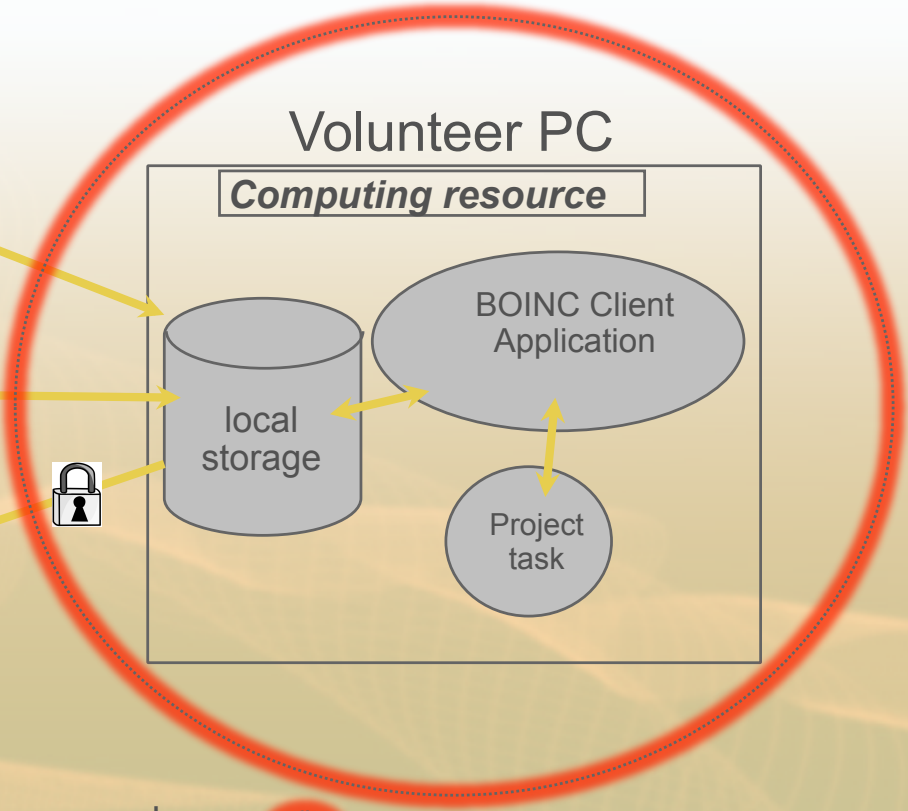 Volunteer PC
Computing resource
BOINC Client
Application
local
storage
Project
task